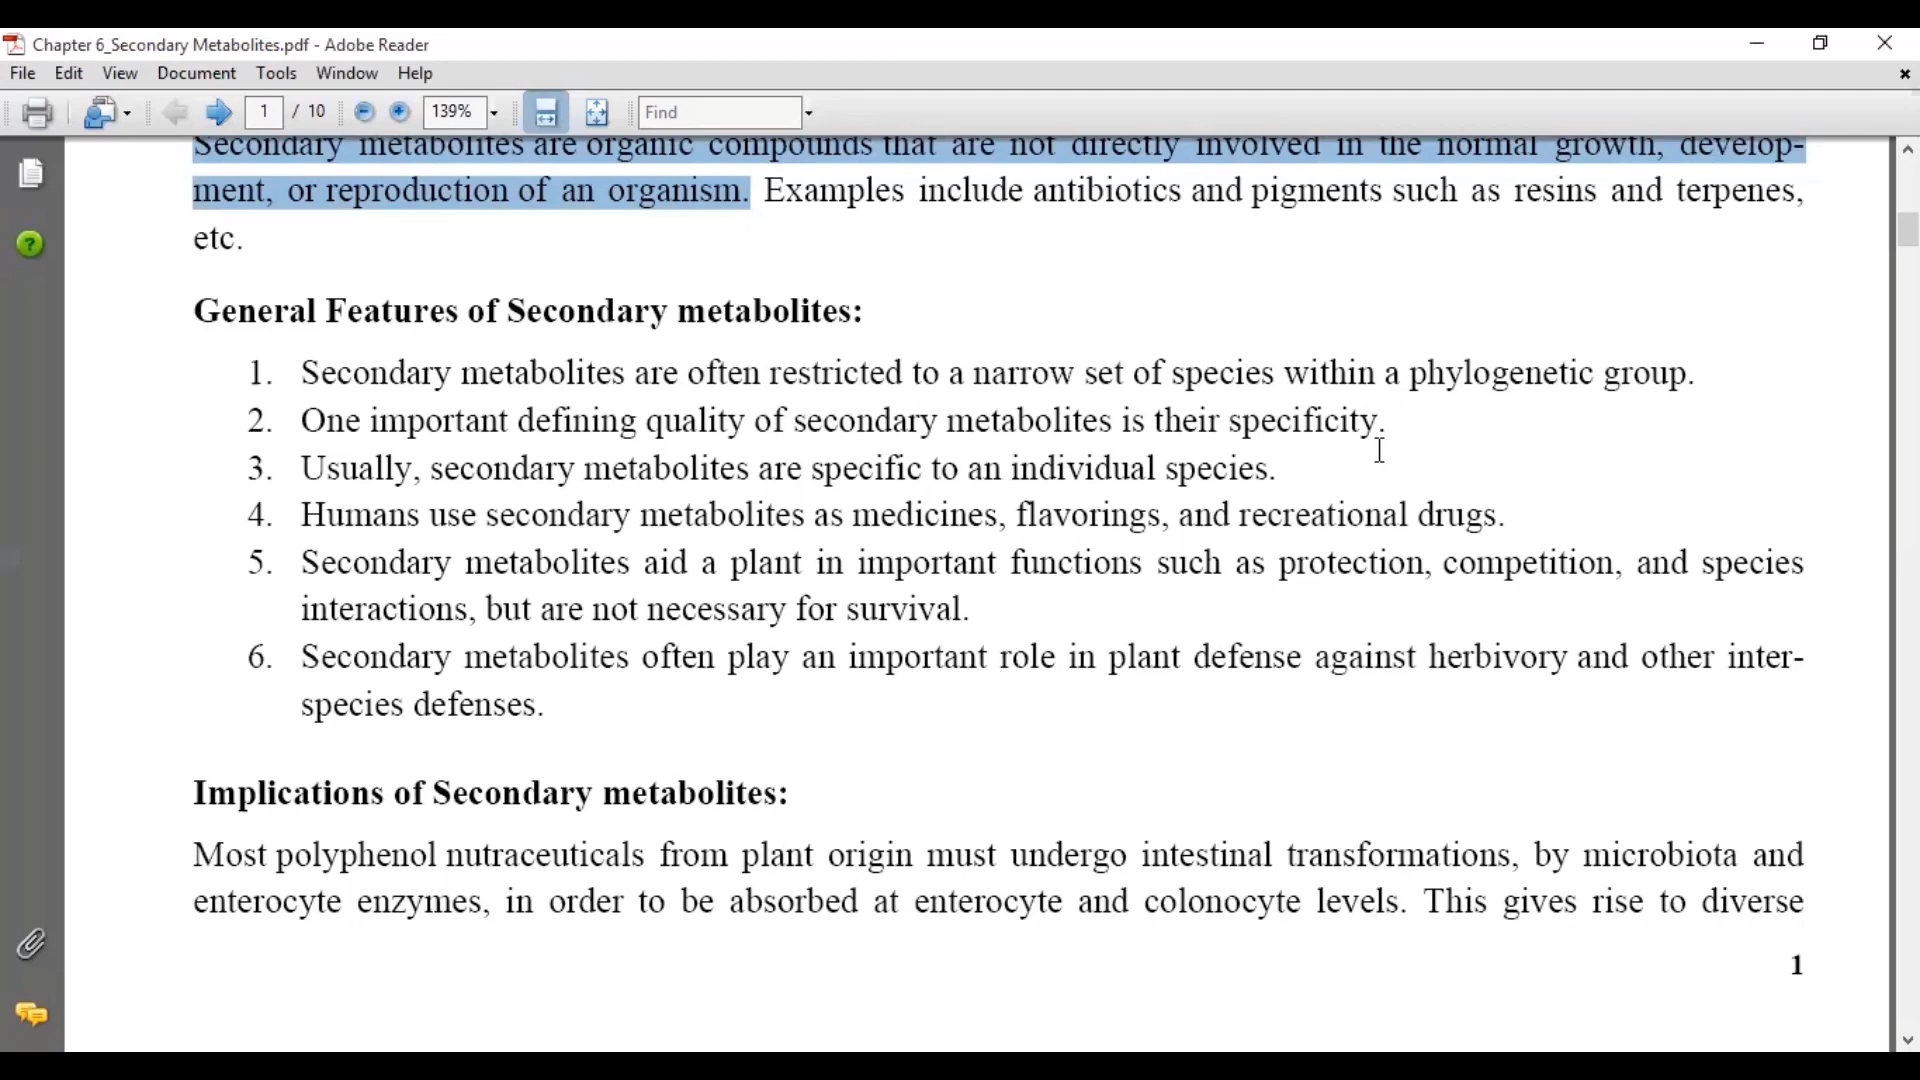 Chapter 6_Secondary Metabolites.pdf - Adobe Reader
File Edit View Document Tools Window Help
1 / 10 139% Find
Secondary metabolites are organic compounds that are not directly involved in the normal growth, develop-
ment, or reproduction of an organism. Examples include antibiotics and pigments such as resins and terpenes,
etc.
General Features of Secondary metabolites:
1. Secondary metabolites are often restricted to a narrow set of species within a phylogenetic group.
2. One important defining quality of secondary metabolites is their specificity.
3. Usually, secondary metabolites are specific to an individual species.
4. Humans use secondary metabolites as medicines, flavorings, and recreational drugs.
5. Secondary metabolites aid a plant in important functions such as protection, competition, and species
interactions, but are not necessary for survival.
6. Secondary metabolites often play an important role in plant defense against herbivory and other inter-
species defenses.
Implications of Secondary metabolites:
Most polyphenol nutraceuticals from plant origin must undergo intestinal transformations, by microbiota and
enterocyte enzymes, in order to be absorbed at enterocyte and colonocyte levels. This gives rise to diverse
1